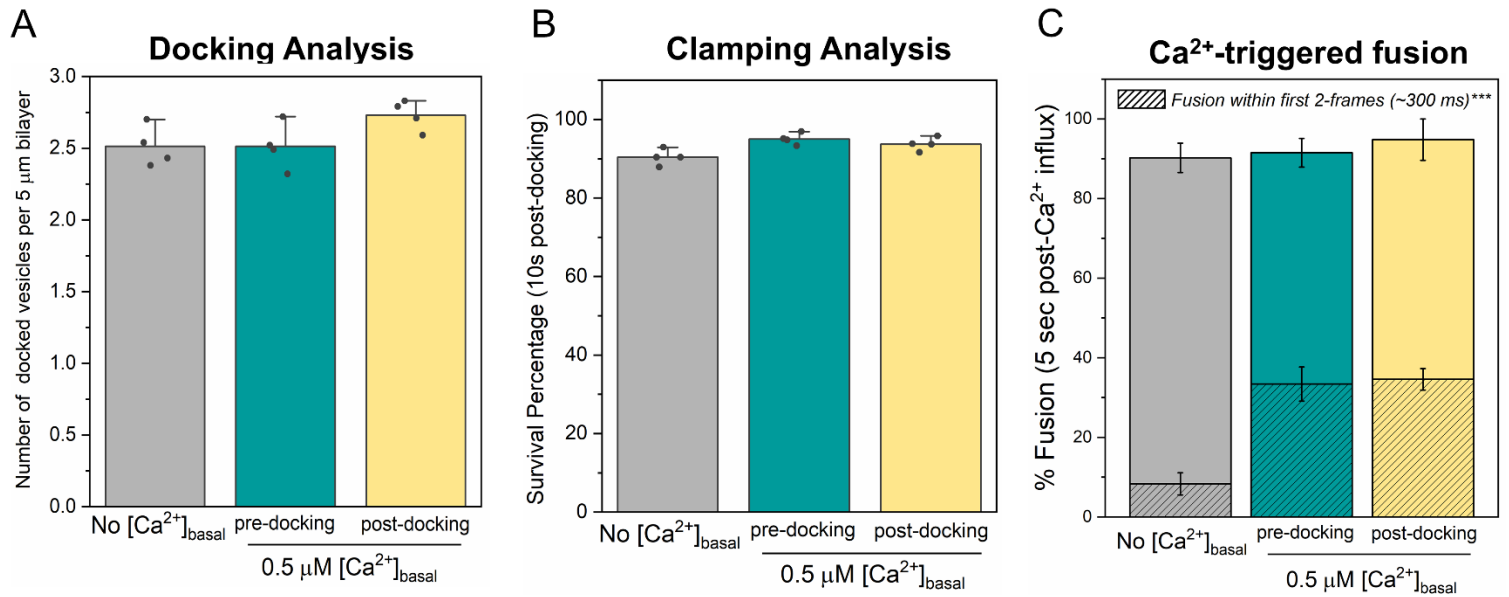 A
Docking Analysis
Number of docked vesicles per 5 μm bilayer
3.0
2.5
2.0
1.5
1.0
0.5
0.0
No [Ca²⁺]basal
pre-docking
post-docking
0.5 μM [Ca²⁺]basal
B
Clamping Analysis
Survival Percentage (10s post-docking)
100
80
60
40
20
0
No [Ca²⁺]basal
pre-docking
post-docking
0.5 μM [Ca²⁺]basal
C
Ca²⁺-triggered fusion
% Fusion (5 sec post-Ca²⁺ influx)
Fusion within first 2-frames (~300 ms)***
100
80
60
40
20
0
No [Ca²⁺]basal
pre-docking
post-docking
0.5 μM [Ca²⁺]basal